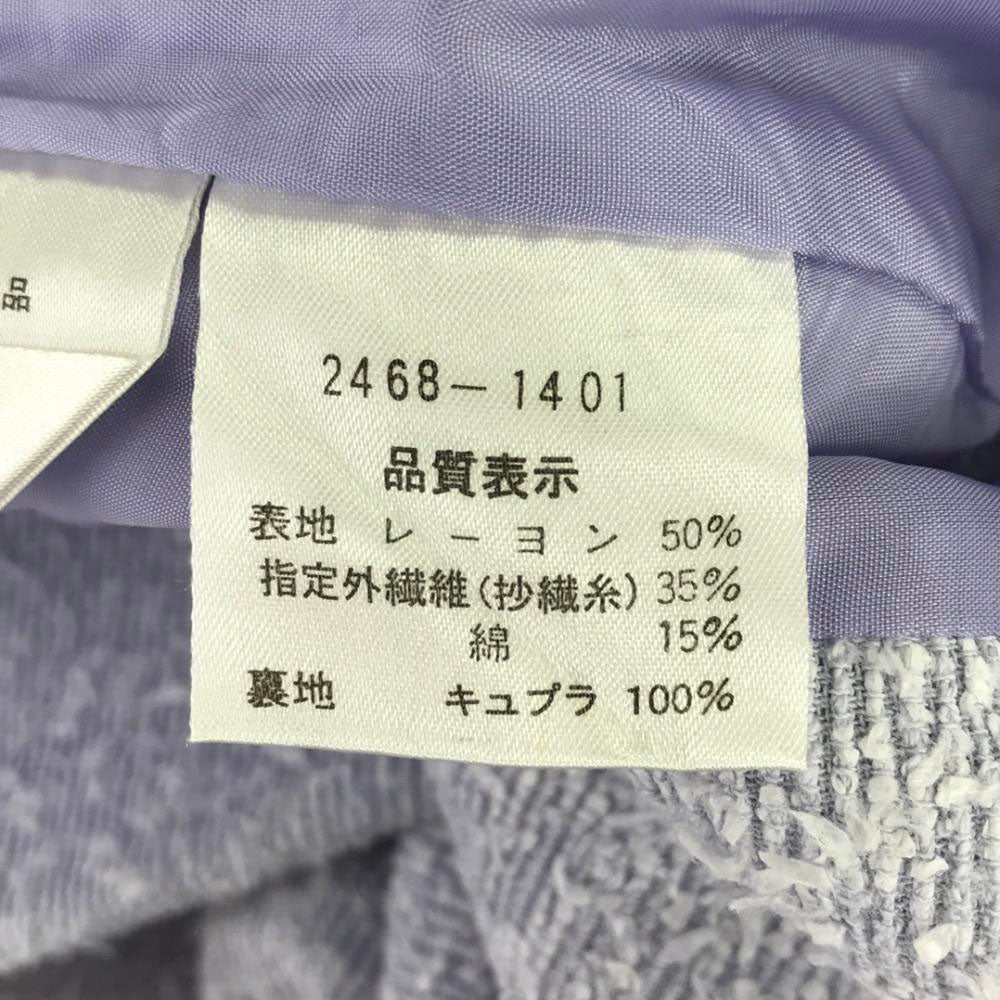 品
2468-1401
品質表示
表地 レーヨン 50%
指定外繊維(抄繊糸) 35%
綿 15%
裏地 キュプラ 100%